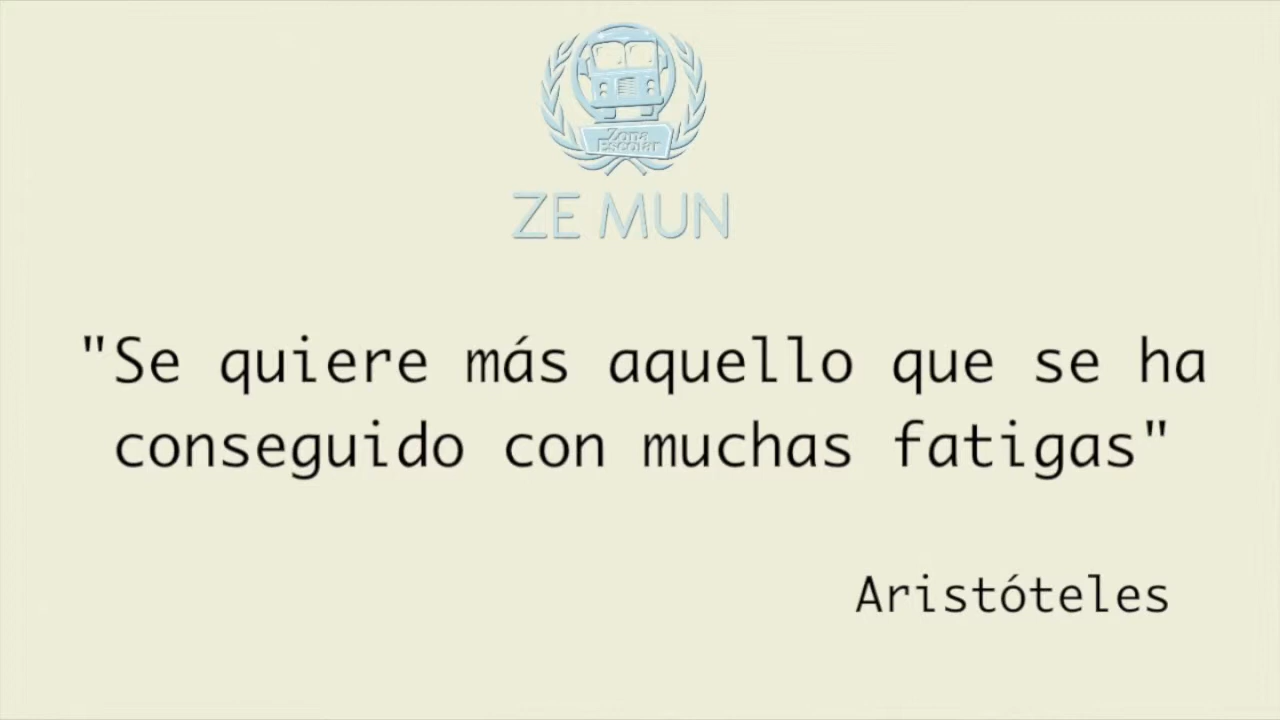 Zona
Escolar
ZE MUN
"Se quiere más aquello que se ha
conseguido con muchas fatigas"
Aristóteles